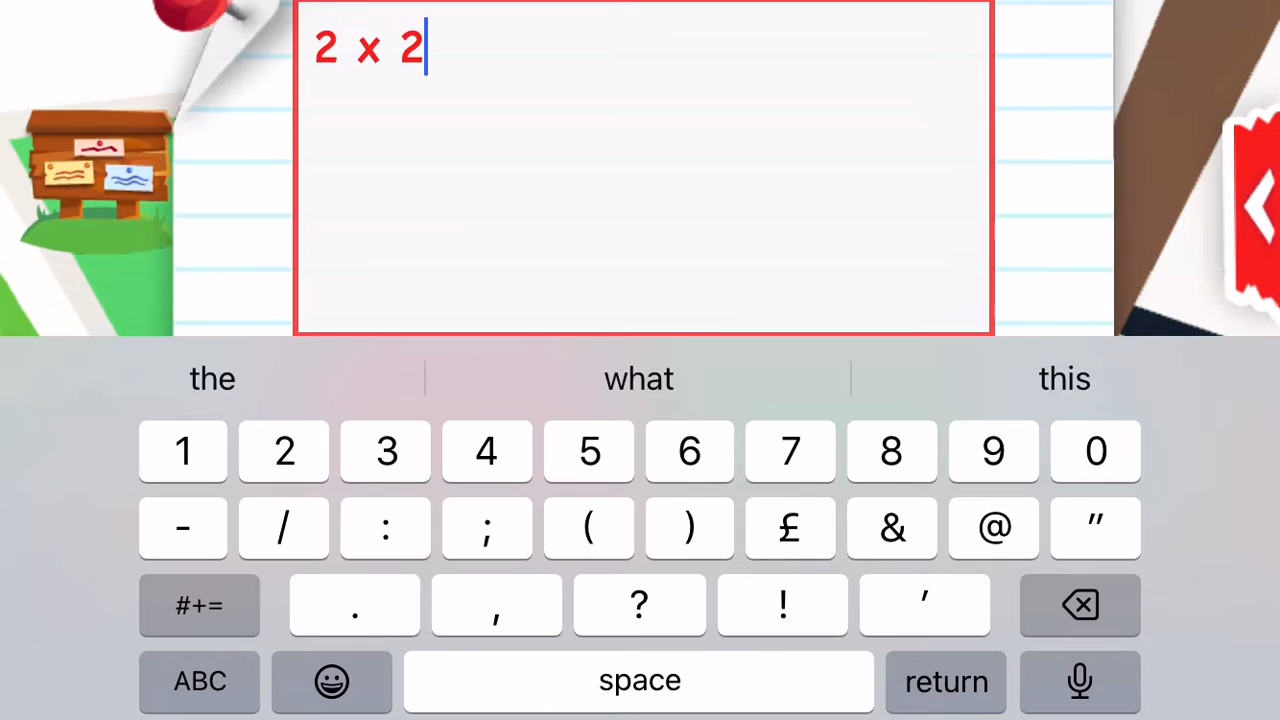 2 x 2
the what this
1 2 3 4 5 6 7 8 9 0
- / : ; ( ) £ & @ "
#+= . , ? ! '
ABC space return